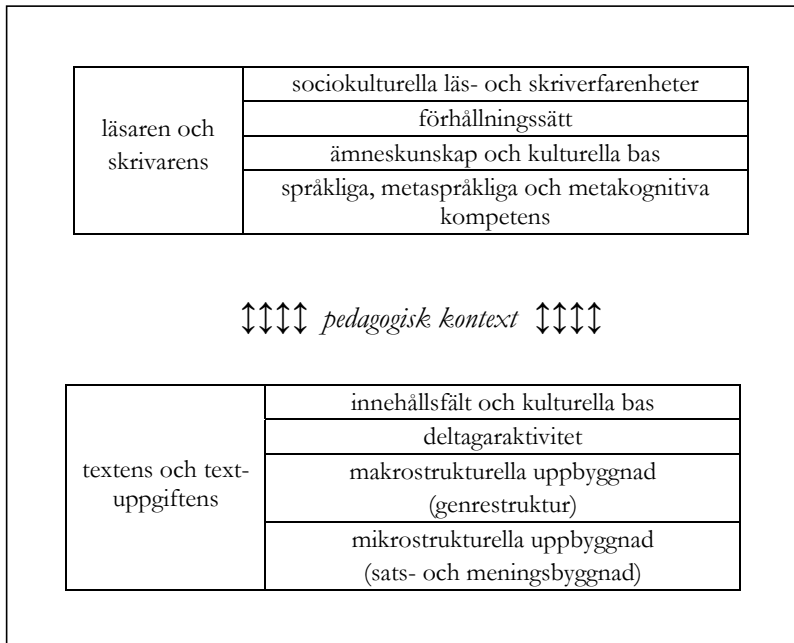 läsaren och
skrivarens
sociokulturella läs- och skriverfarenheter
förhållningssätt
ämneskunskap och kulturella bas
språkliga, metaspråkliga och metakognitiva
kompetens
↕↕↕↕ pedagogisk kontext ↕↕↕↕
textens och text-
uppgiftens
innehållsfält och kulturella bas
deltagaraktivitet
makrostrukturella uppbyggnad
(genrestruktur)
mikrostrukturella uppbyggnad
(sats- och meningsbyggnad)